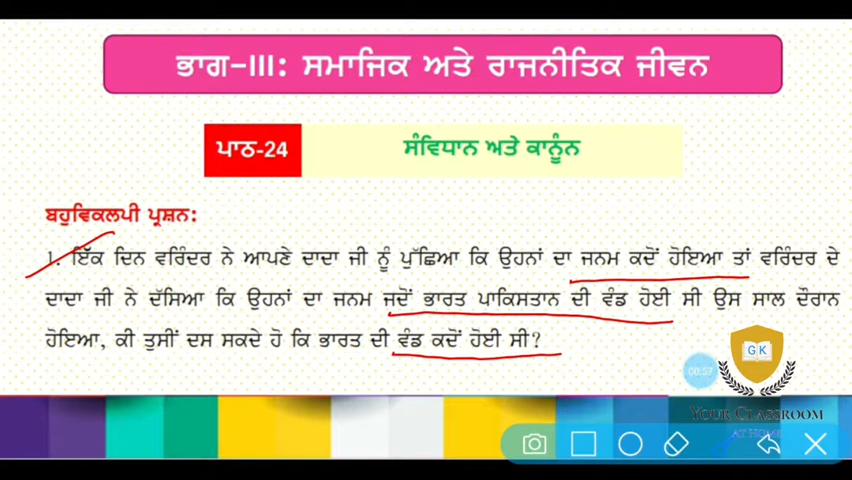 ਭਾਗ–III: ਸਮਾਜਿਕ ਅਤੇ ਰਾਜਨੀਤਿਕ ਜੀਵਨ
ਪਾਠ-24 ਸੰਵਿਧਾਨ ਅਤੇ ਕਾਨੂੰਨ
ਬਹੁਵਿਕਲਪੀ ਪ੍ਰਸ਼ਨ:
1. ਇੱਕ ਦਿਨ ਵਰਿੰਦਰ ਨੇ ਆਪਣੇ ਦਾਦਾ ਜੀ ਨੂੰ ਪੁੱਛਿਆ ਕਿ ਉਹਨਾਂ ਦਾ ਜਨਮ ਕਦੋਂ ਹੋਇਆ ਤਾਂ ਵਰਿੰਦਰ ਦੇ
ਦਾਦਾ ਜੀ ਨੇ ਦੱਸਿਆ ਕਿ ਉਹਨਾਂ ਦਾ ਜਨਮ ਜਦੋਂ ਭਾਰਤ ਪਾਕਿਸਤਾਨ ਦੀ ਵੰਡ ਹੋਈ ਸੀ ਉਸ ਸਾਲ ਦੌਰਾਨ
ਹੋਇਆ, ਕੀ ਤੁਸੀਂ ਦਸ ਸਕਦੇ ਹੋ ਕਿ ਭਾਰਤ ਦੀ ਵੰਡ ਕਦੋਂ ਹੋਈ ਸੀ?
GK
00:57
YOUR CLASSROOM
AT HOME